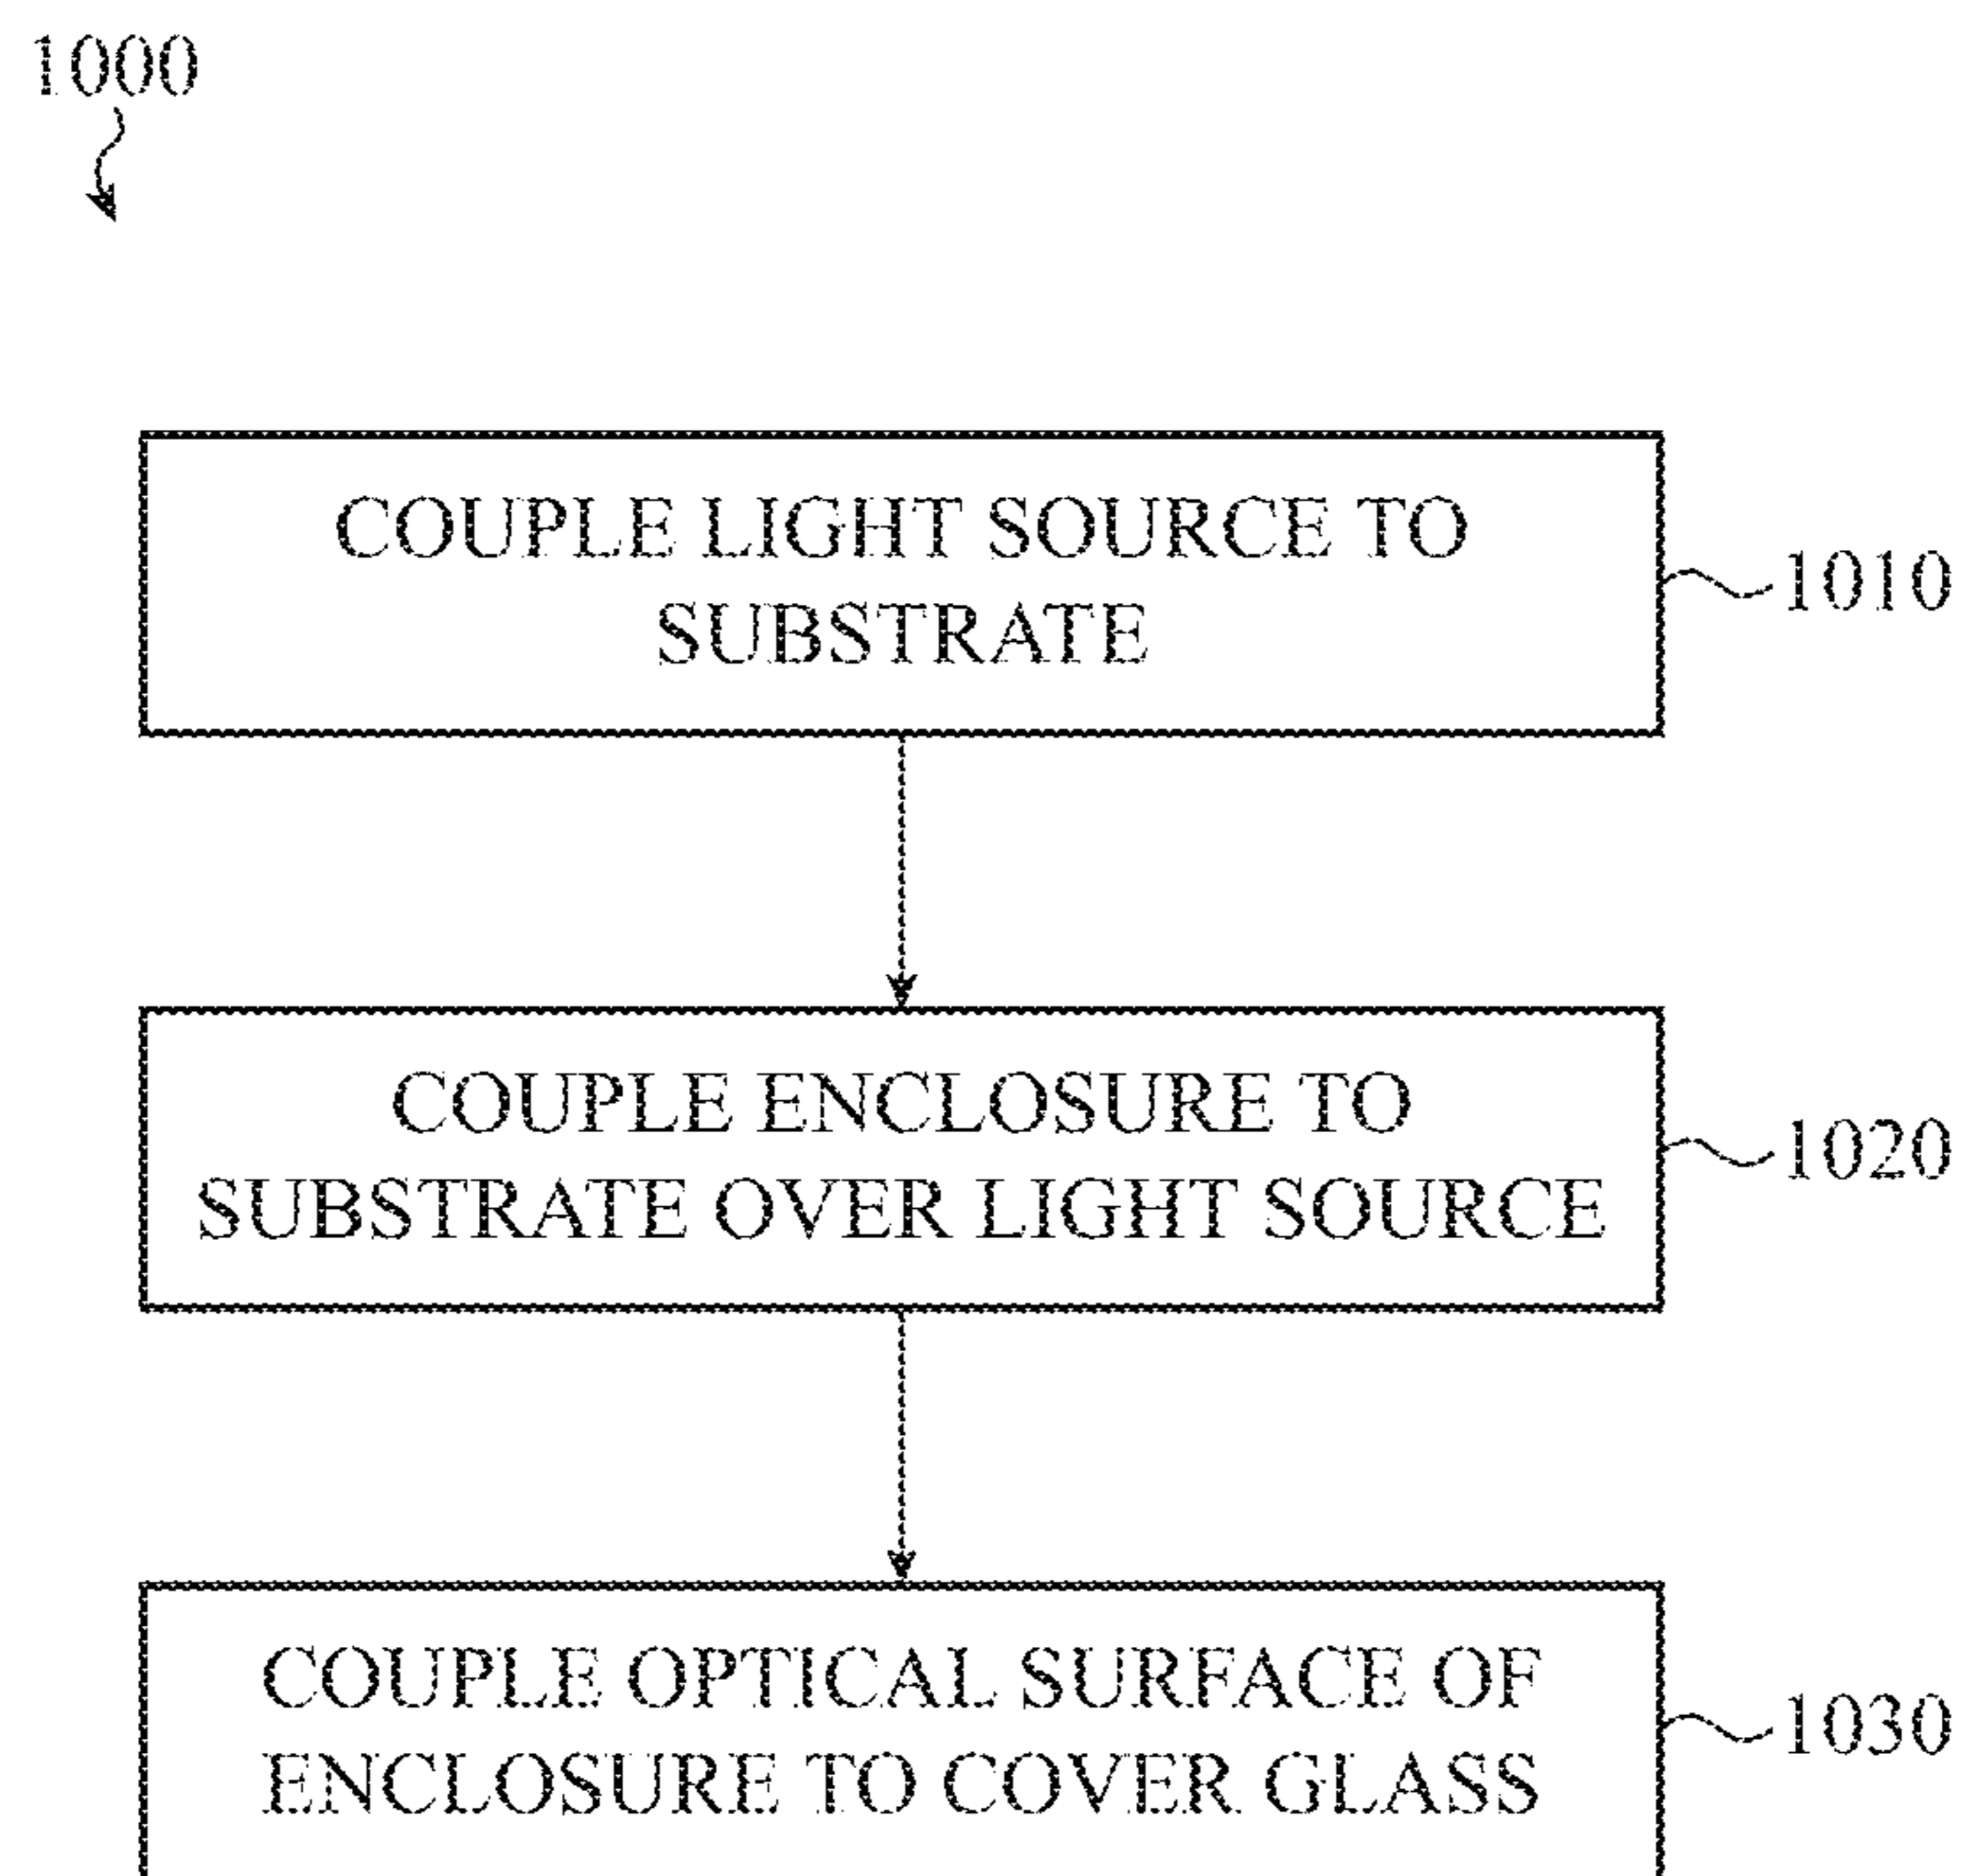 1000
COUPLE LIGHT SOURCE TO
SUBSTRATE
1010
COUPLE ENCLOSURE TO
SUBSTRATE OVER LIGHT SOURCE
1020
COUPLE OPTICAL SURFACE OF
ENCLOSURE TO COVER GLASS
1030